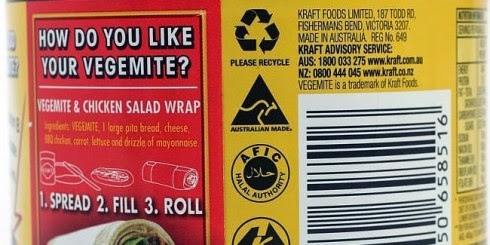 HOW DO YOU LIKE
YOUR VEGEMITE?
VEGEMITE & CHICKEN SALAD WRAP
Ingredients: VEGEMITE, 1 large pita bread, cheese,
BBQ chicken, carrot, lettuce and drizzle of mayonnaise.
1. SPREAD 2. FILL 3. ROLL
PLEASE RECYCLE
AUSTRALIAN MADE
AFIC
حلال
HALAL AUTHORITY
KRAFT FOODS LIMITED, 187 TODD RD,
FISHERMANS BEND, VICTORIA 3207.
MADE IN AUSTRALIA. REG No. 649
KRAFT ADVISORY SERVICE:
AUS: 1800 033 275 www.kraft.com.au
NZ: 0800 444 045 www.kraft.co.nz
VEGEMITE is a trademark of Kraft Foods.
50 658516